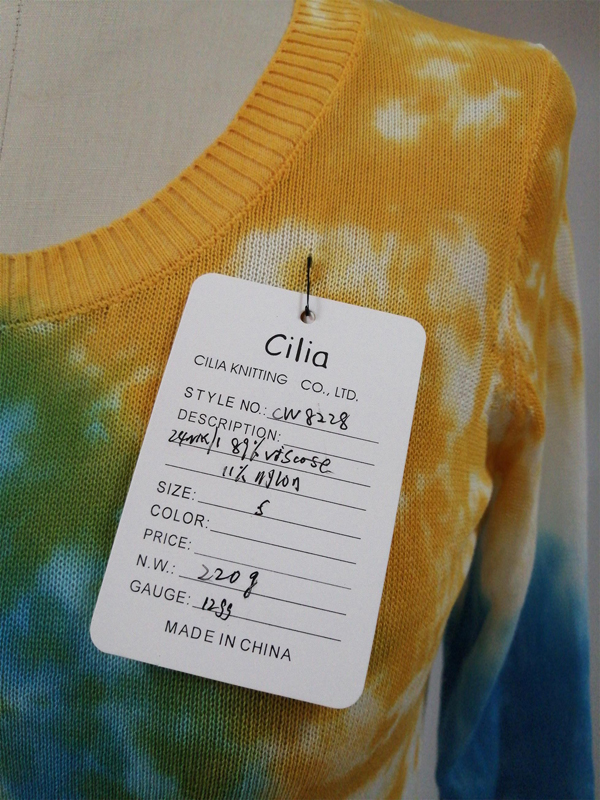 Cilia
CILIA KNITTING CO., LTD.
STYLE NO.: CW8228
DESCRIPTION:
24NM/1 89% viscose
11% Nylon
SIZE: S
COLOR:
PRICE:
N.W.: 220g
GAUGE: 12gg
MADE IN CHINA